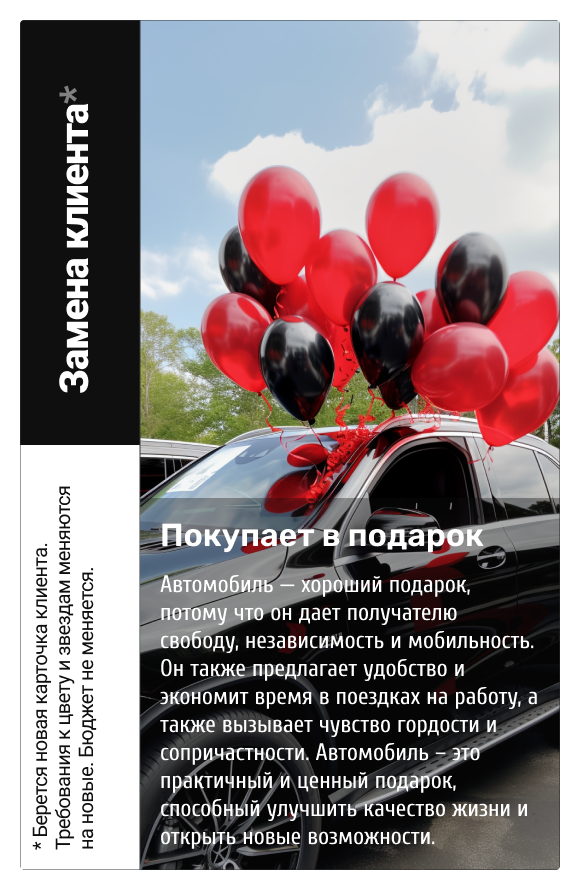 Замена клиента*
* Берется новая карточка клиента.
Требования к цвету и звездам меняются
на новые. Бюджет не меняется.
Покупает в подарок
Автомобиль — хороший подарок,
потому что он дает получателю
свободу, независимость и мобильность.
Он также предлагает удобство и
экономит время в поездках на работу, а
также вызывает чувство гордости и
сопричастности. Автомобиль – это
практичный и ценный подарок,
способный улучшить качество жизни и
открыть новые возможности.